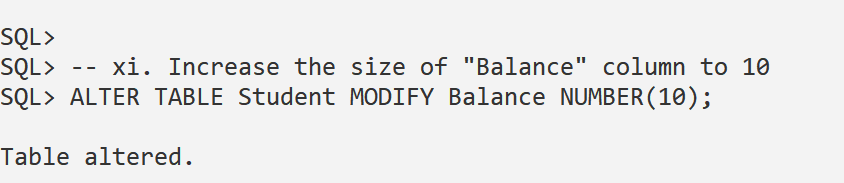 SQL>
SQL> -- xi. Increase the size of "Balance" column to 10
SQL> ALTER TABLE Student MODIFY Balance NUMBER(10);
Table altered.